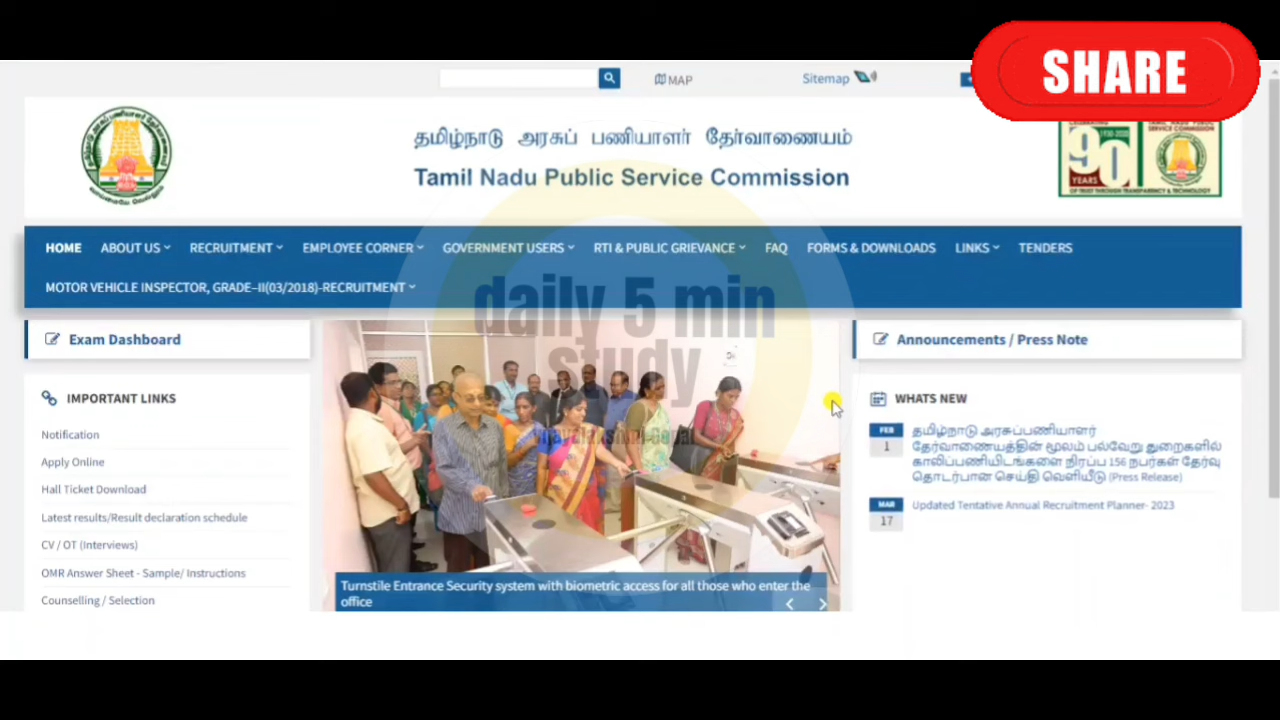 SHARE
MAP
Sitemap
தமிழ்நாடு அரசுப் பணியாளர் தேர்வாணையம்
Tamil Nadu Public Service Commission
90
YEARS
OF TRUST THROUGH TRANSPARENCY & TECHNOLOGY
HOME ABOUT US RECRUITMENT EMPLOYEE CORNER GOVERNMENT USERS RTI & PUBLIC GRIEVANCE FAQ FORMS & DOWNLOADS LINKS TENDERS
MOTOR VEHICLE INSPECTOR, GRADE–II(03/2018)-RECRUITMENT
daily 5 min
study
Exam Dashboard
IMPORTANT LINKS
Notification
Apply Online
Hall Ticket Download
Latest results/Result declaration schedule
CV / OT (Interviews)
OMR Answer Sheet - Sample/ Instructions
Counselling / Selection
Turnstile Entrance Security system with biometric access for all those who enter the
office
Announcements / Press Note
WHATS NEW
FEB
1
தமிழ்நாடு அரசுப்பணியாளர்
தேர்வாணையத்தின் மூலம் பல்வேறு துறைகளில்
காலிப்பணியிடங்களை நிரப்ப 156 நபர்கள் தேர்வு
தொடர்பான செய்தி வெளியீடு (Press Release)
MAR
17
Updated Tentative Annual Recruitment Planner- 2023